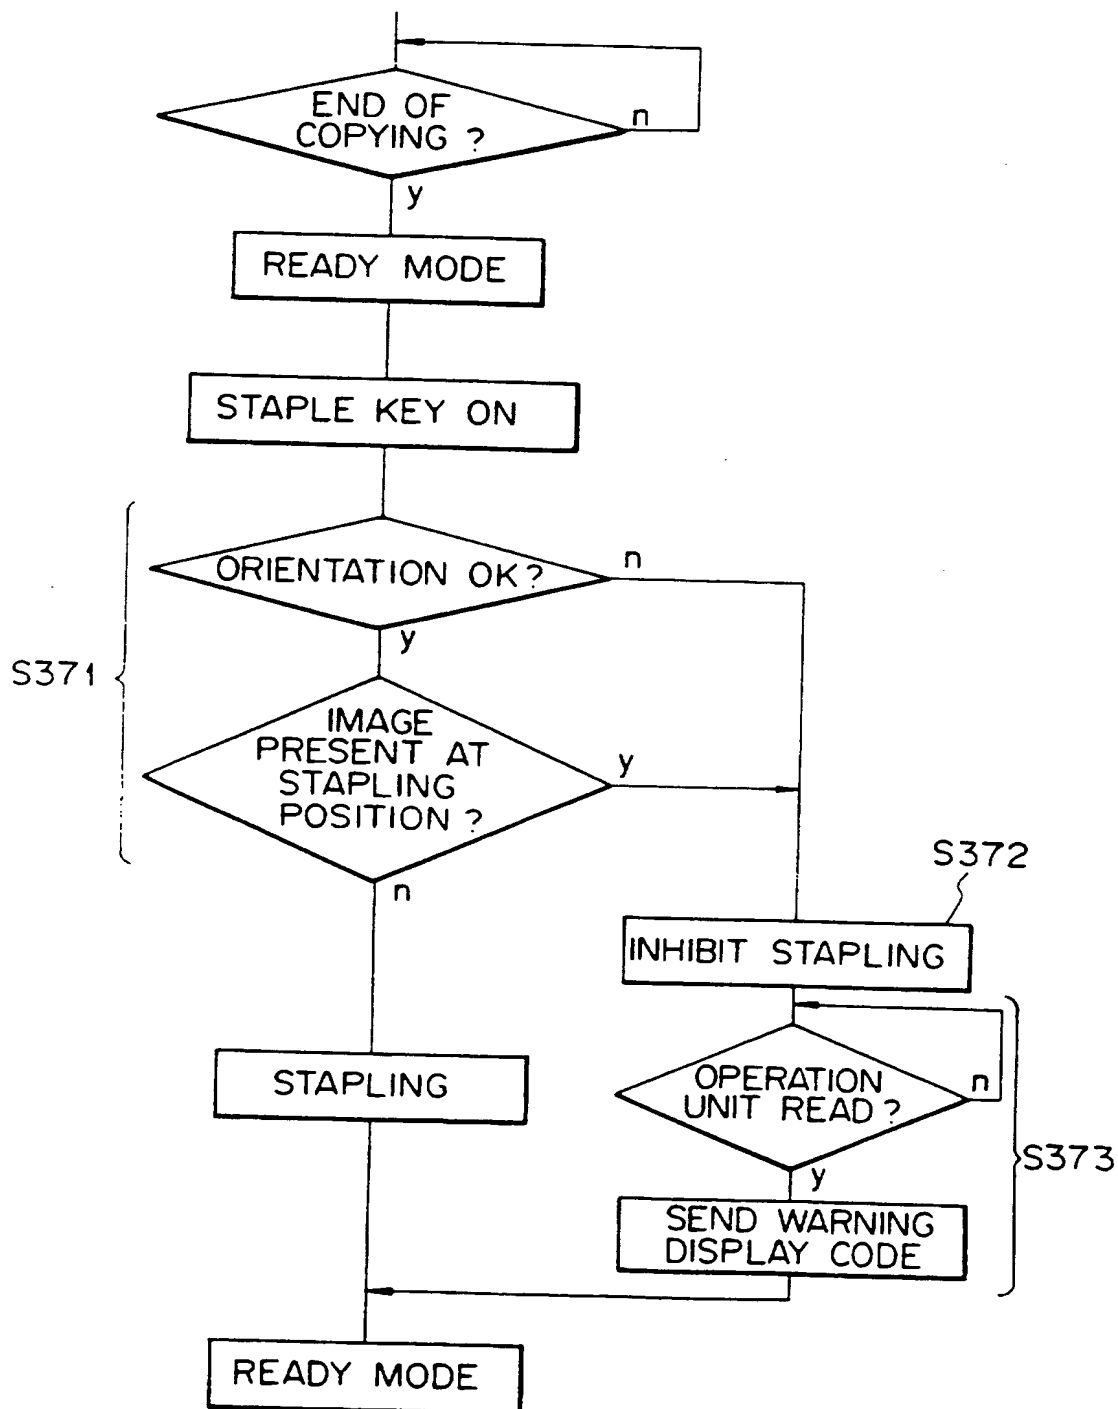 END OF
COPYING ?
n
y
READY MODE
STAPLE KEY ON
ORIENTATION OK?
n
y
S371
IMAGE
PRESENT AT
STAPLING
POSITION ?
y
n
S372
INHIBIT STAPLING
STAPLING
OPERATION
UNIT READ ?
n
y
S373
SEND WARNING
DISPLAY CODE
READY MODE